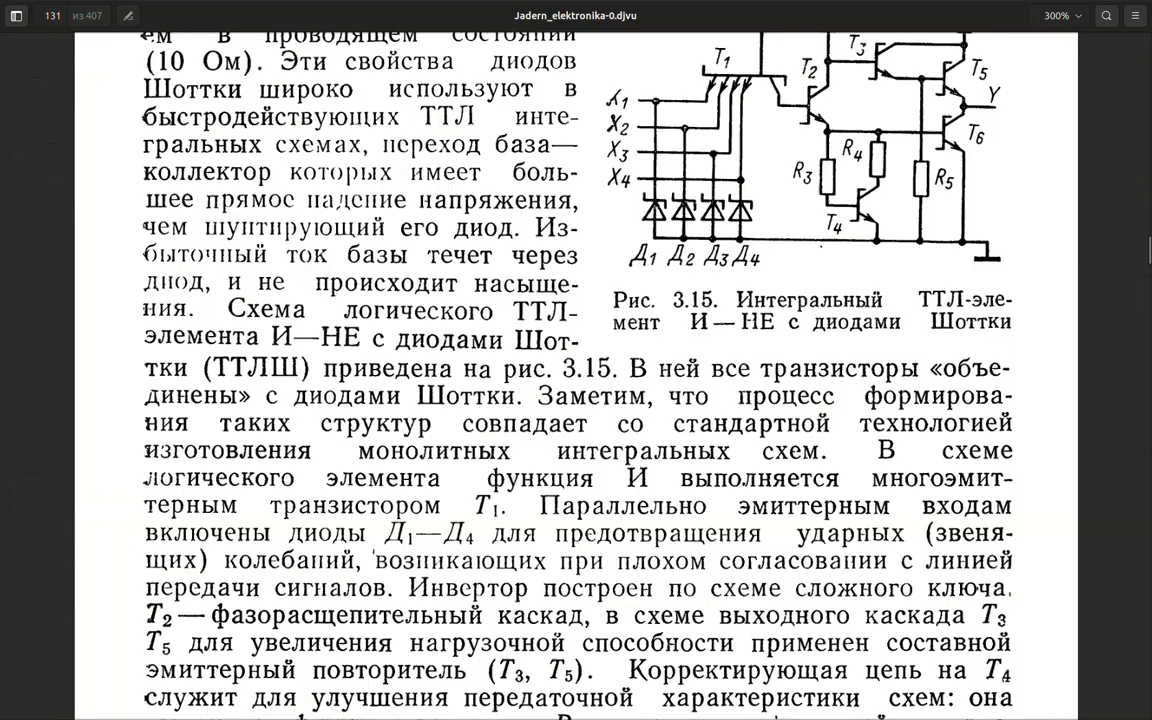 131 из 407
Jadern_elektronika-0.djvu
300%
в проводящем состоянии
(10 Ом). Эти свойства диодов
Шоттки широко используют в
быстродействующих ТТЛ инте-
гральных схемах, переход база—
коллектор которых имеет боль-
шее прямое падение напряжения,
чем шунтирующий его диод. Из-
быточный ток базы течет через
диод, и не происходит насыще-
ния. Схема логического ТТЛ-
элемента И—НЕ с диодами Шот-
T1
T2
T3
T5
X1
X2
X3
X4
Y
T6
R3
R4
R5
T4
Д1 Д2 Д3 Д4
Рис. 3.15. Интегральный ТТЛ-эле-
мент И—НЕ с диодами Шоттки
тки (ТТЛШ) приведена на рис. 3.15. В ней все транзисторы «объе-
динены» с диодами Шоттки. Заметим, что процесс формирова-
ния таких структур совпадает со стандартной технологией
изготовления монолитных интегральных схем. В схеме
логического элемента функция И выполняется многоэмит-
терным транзистором T1. Параллельно эмиттерным входам
включены диоды Д1—Д4 для предотвращения ударных (звеня-
щих) колебаний, возникающих при плохом согласовании с линией
передачи сигналов. Инвертор построен по схеме сложного ключа.
T2—фазорасщепительный каскад, в схеме выходного каскада T3
T5 для увеличения нагрузочной способности применен составной
эмиттерный повторитель (T3, T5). Корректирующая цепь на T4
служит для улучшения передаточной характеристики схем: она